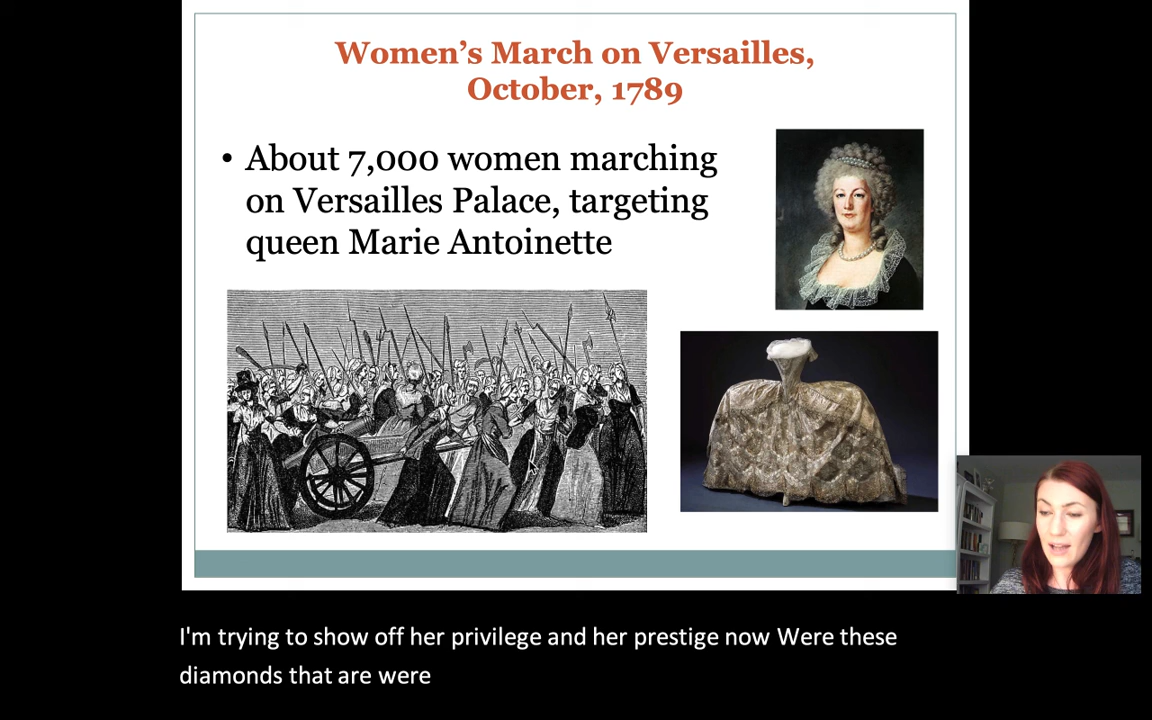 Women's March on Versailles,
October, 1789
• About 7,000 women marching
on Versailles Palace, targeting
queen Marie Antoinette
I'm trying to show off her privilege and her prestige now Were these
diamonds that are were